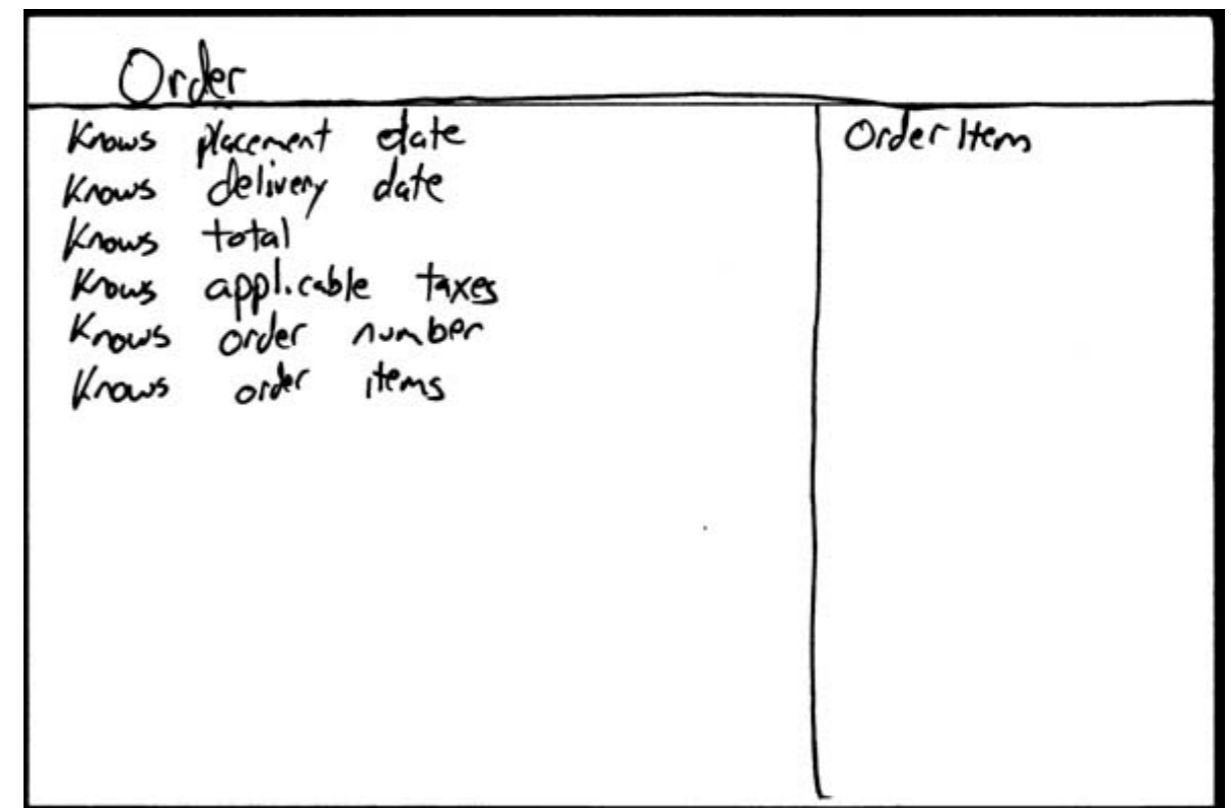 Order
Knows placement date
Knows delivery date
Knows total
Knows applicable taxes
Knows order number
Knows order items
Order Item